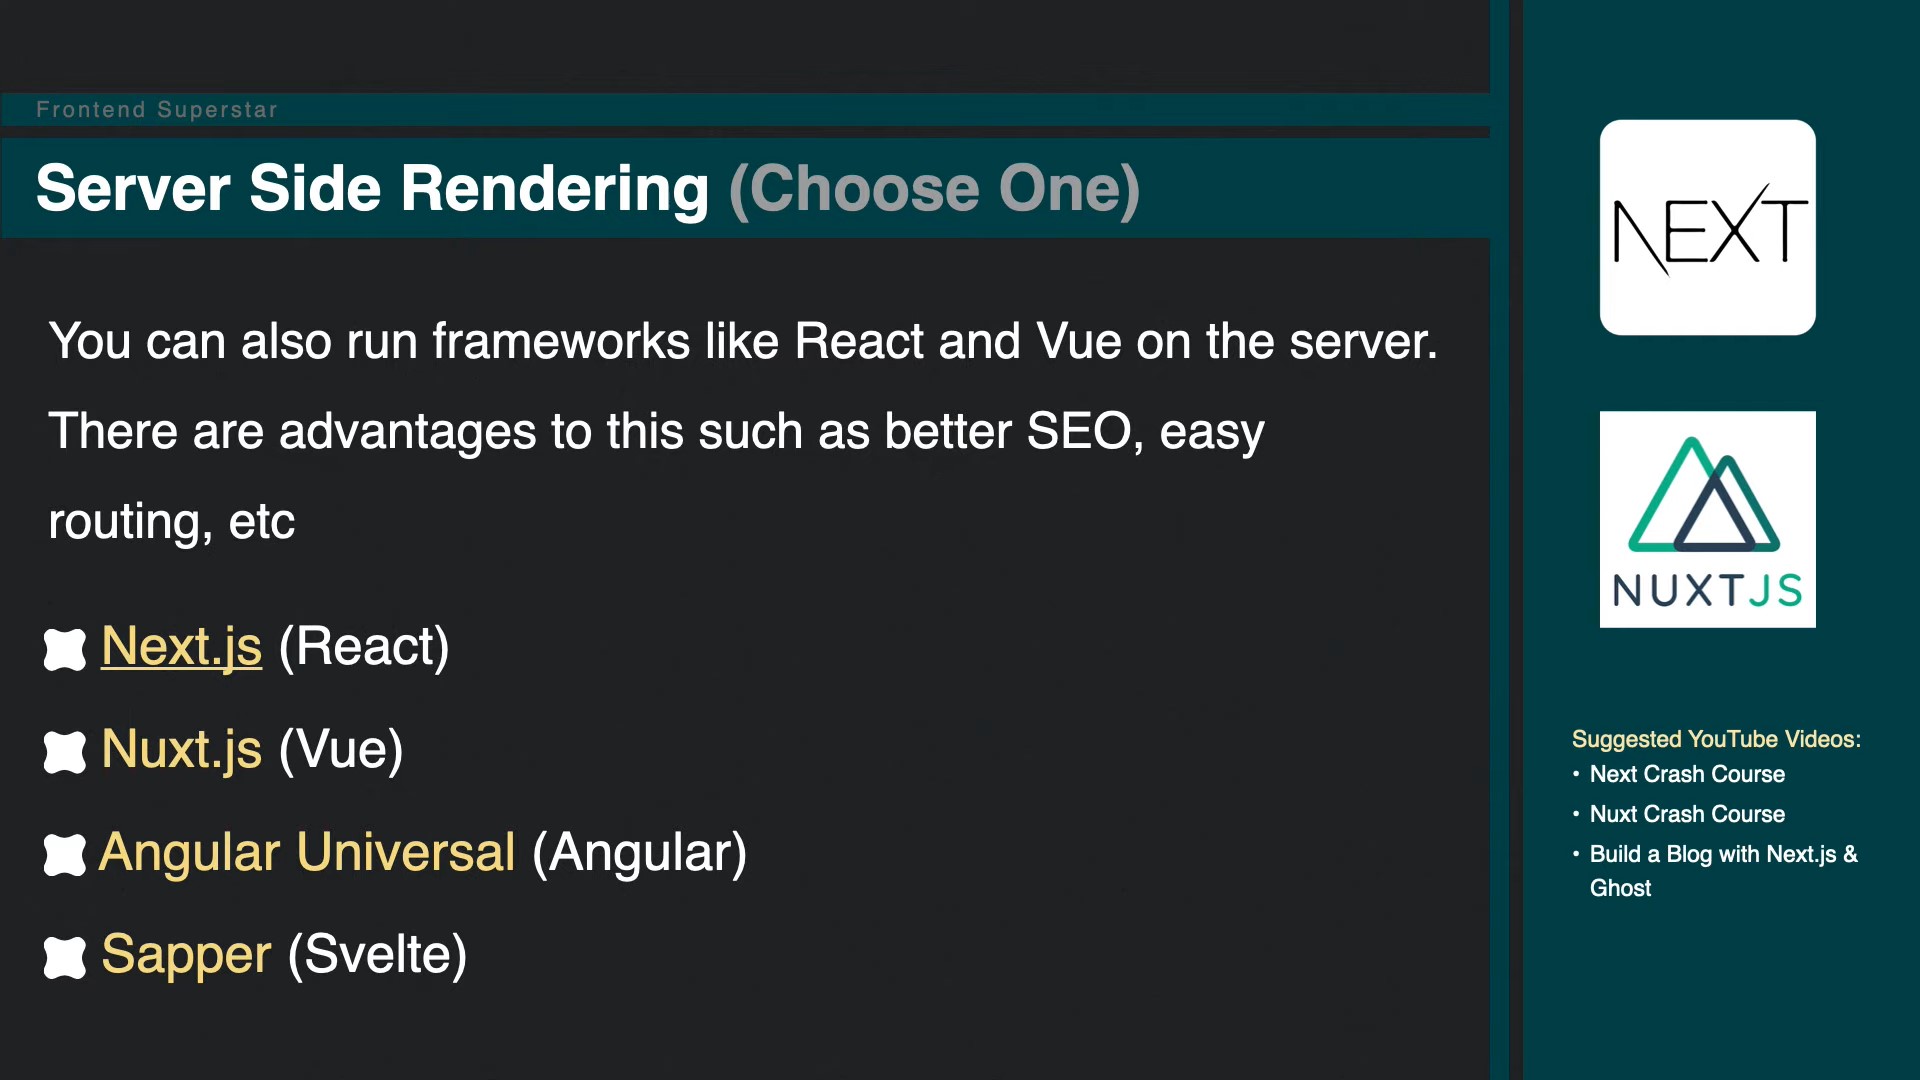 Frontend Superstar
Server Side Rendering (Choose One)
You can also run frameworks like React and Vue on the server.
There are advantages to this such as better SEO, easy
routing, etc
Next.js (React)
Nuxt.js (Vue)
Angular Universal (Angular)
Sapper (Svelte)
NEXT
NUXTJS
Suggested YouTube Videos:
• Next Crash Course
• Nuxt Crash Course
• Build a Blog with Next.js &
Ghost